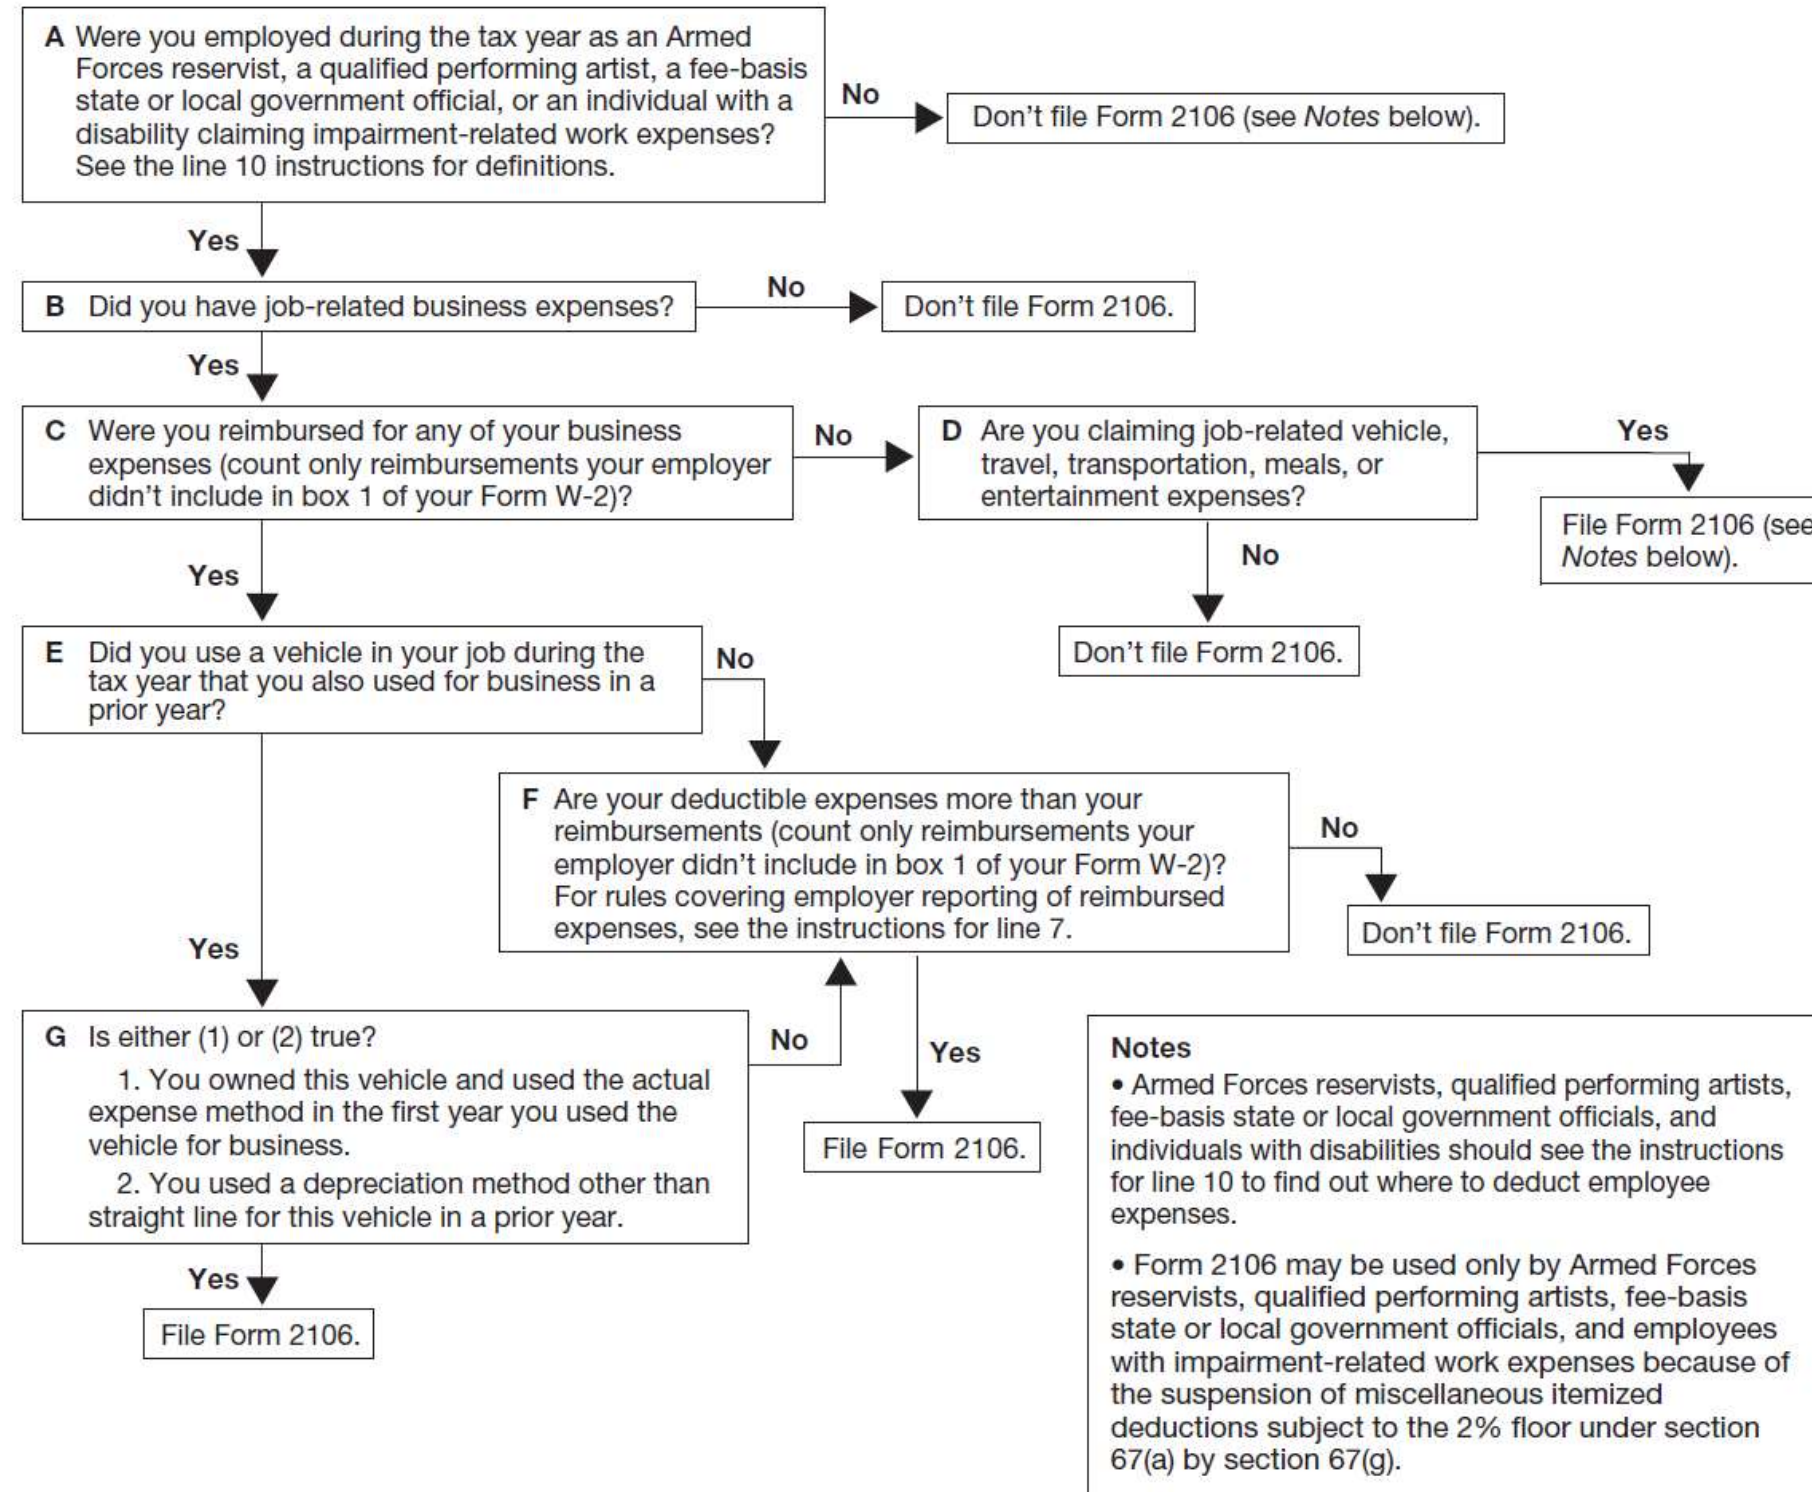 A Were you employed during the tax year as an Armed
Forces reservist, a qualified performing artist, a fee-basis
state or local government official, or an individual with a
disability claiming impairment-related work expenses?
See the line 10 instructions for definitions.
No
Don't file Form 2106 (see Notes below).
Yes
B Did you have job-related business expenses?
No
Don't file Form 2106.
Yes
C Were you reimbursed for any of your business
expenses (count only reimbursements your employer
didn't include in box 1 of your Form W-2)?
No
D Are you claiming job-related vehicle,
travel, transportation, meals, or
entertainment expenses?
Yes
File Form 2106 (see
Notes below).
No
Don't file Form 2106.
Yes
E Did you use a vehicle in your job during the
tax year that you also used for business in a
prior year?
No
F Are your deductible expenses more than your
reimbursements (count only reimbursements your
employer didn't include in box 1 of your Form W-2)?
For rules covering employer reporting of reimbursed
expenses, see the instructions for line 7.
No
Don't file Form 2106.
Yes
G Is either (1) or (2) true?
1. You owned this vehicle and used the actual
expense method in the first year you used the
vehicle for business.
2. You used a depreciation method other than
straight line for this vehicle in a prior year.
No
Yes
File Form 2106.
Yes
File Form 2106.
Notes
• Armed Forces reservists, qualified performing artists,
fee-basis state or local government officials, and
individuals with disabilities should see the instructions
for line 10 to find out where to deduct employee
expenses.
• Form 2106 may be used only by Armed Forces
reservists, qualified performing artists, fee-basis
state or local government officials, and employees
with impairment-related work expenses because of
the suspension of miscellaneous itemized
deductions subject to the 2% floor under section
67(a) by section 67(g).